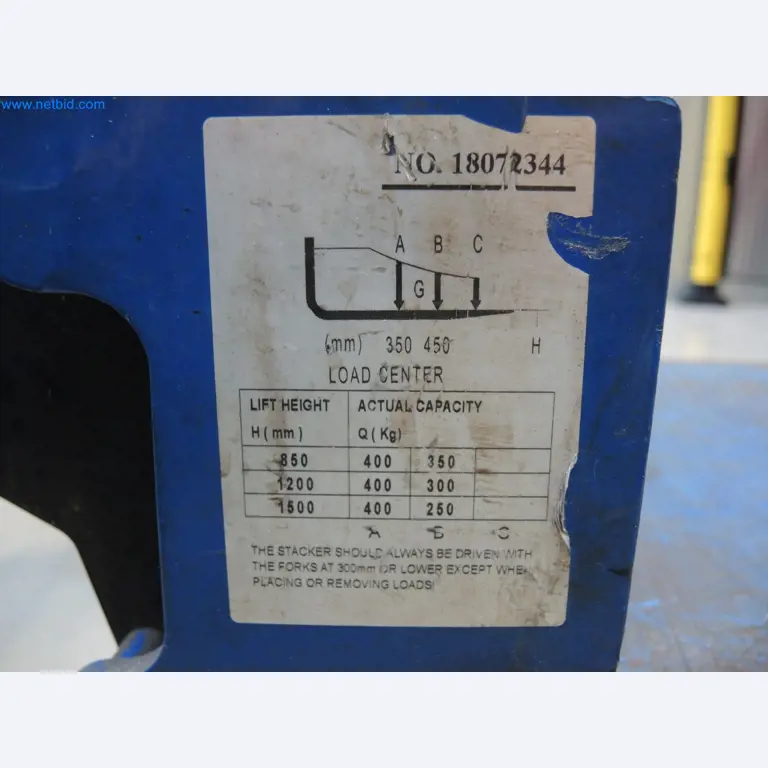 www.netbid.com
NO. 18072344
A B C
G
(mm) 350 450 H
LOAD CENTER
LIFT HEIGHT ACTUAL CAPACITY
H(mm) Q(Kg)
850 400 350
1200 400 300
1500 400 250
A B C
THE STACKER SHOULD ALWAYS BE DRIVEN WITH
THE FORKS AT 300mm OR LOWER EXCEPT WHE
PLACING OR REMOVING LOADS